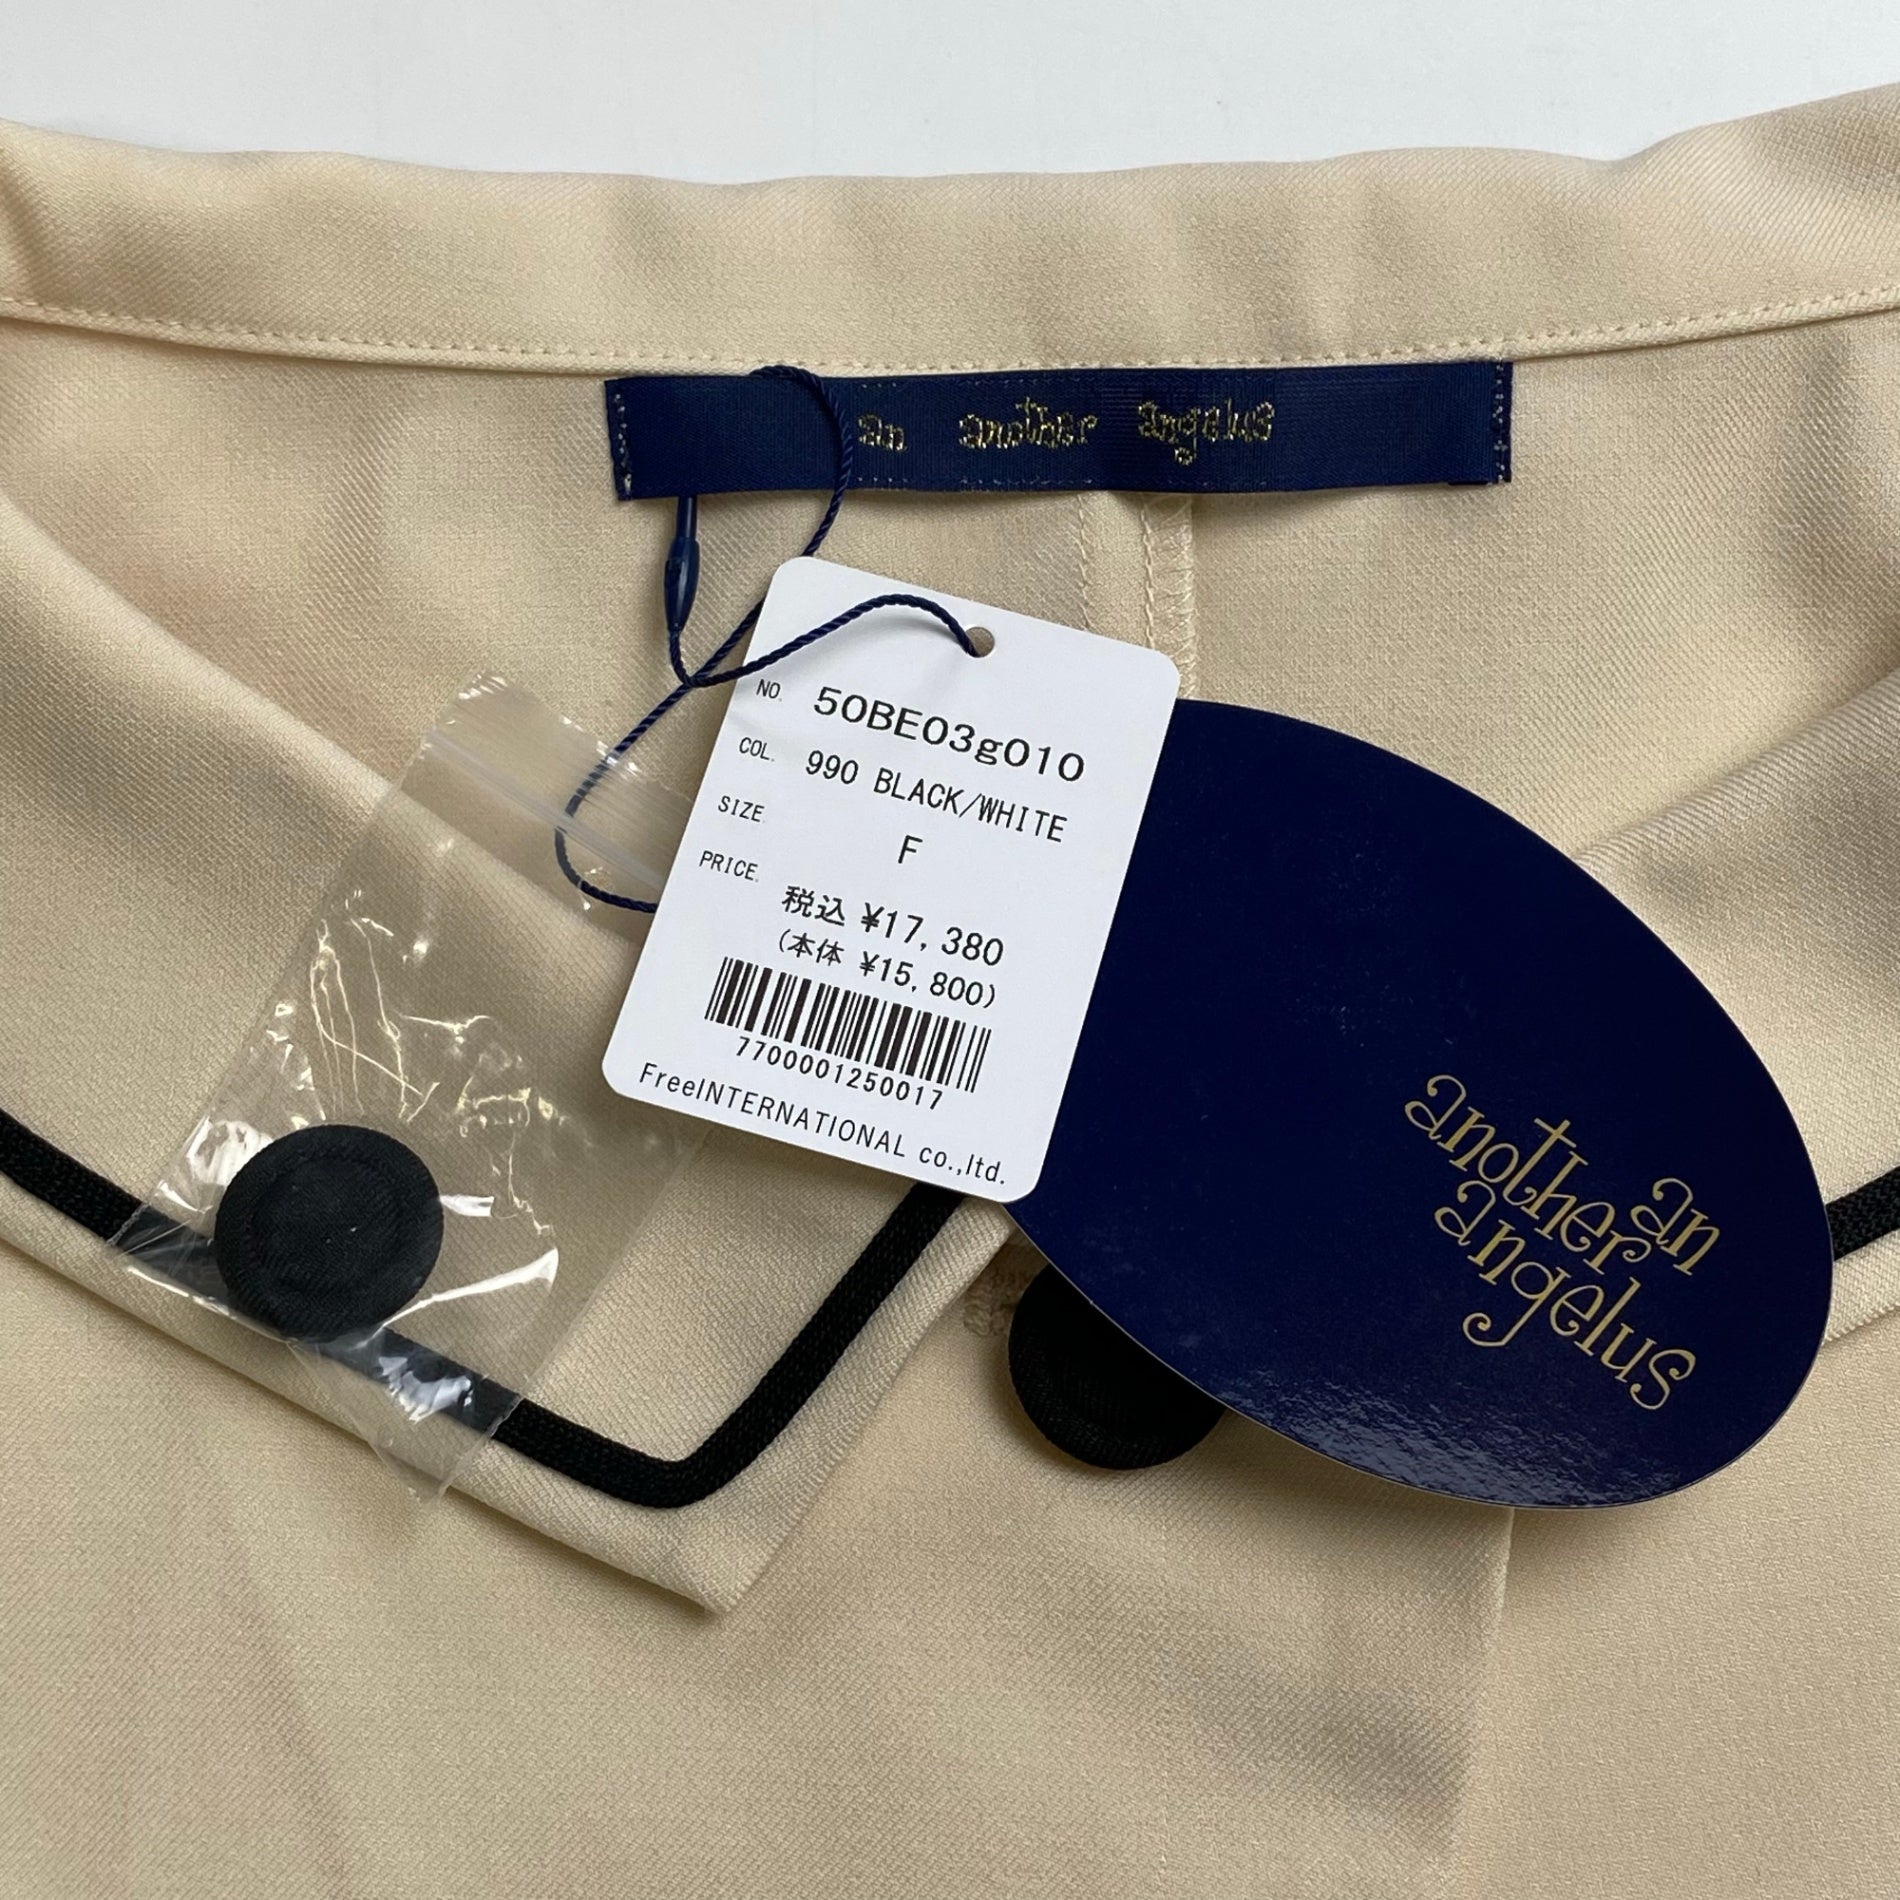 an another angelus
NO. 50BE03g010
COL. 990 BLACK/WHITE
SIZE. F
PRICE. 税込 ¥17,380
(本体 ¥15,800)
7700001250017
FreeINTERNATIONAL co.,ltd.
an
another
angelus